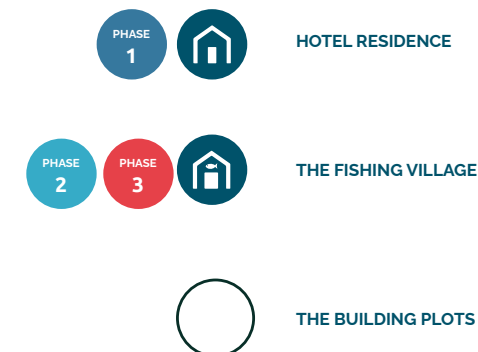 PHASE
1
HOTEL RESIDENCE
PHASE
2
PHASE
3
THE FISHING VILLAGE
THE BUILDING PLOTS